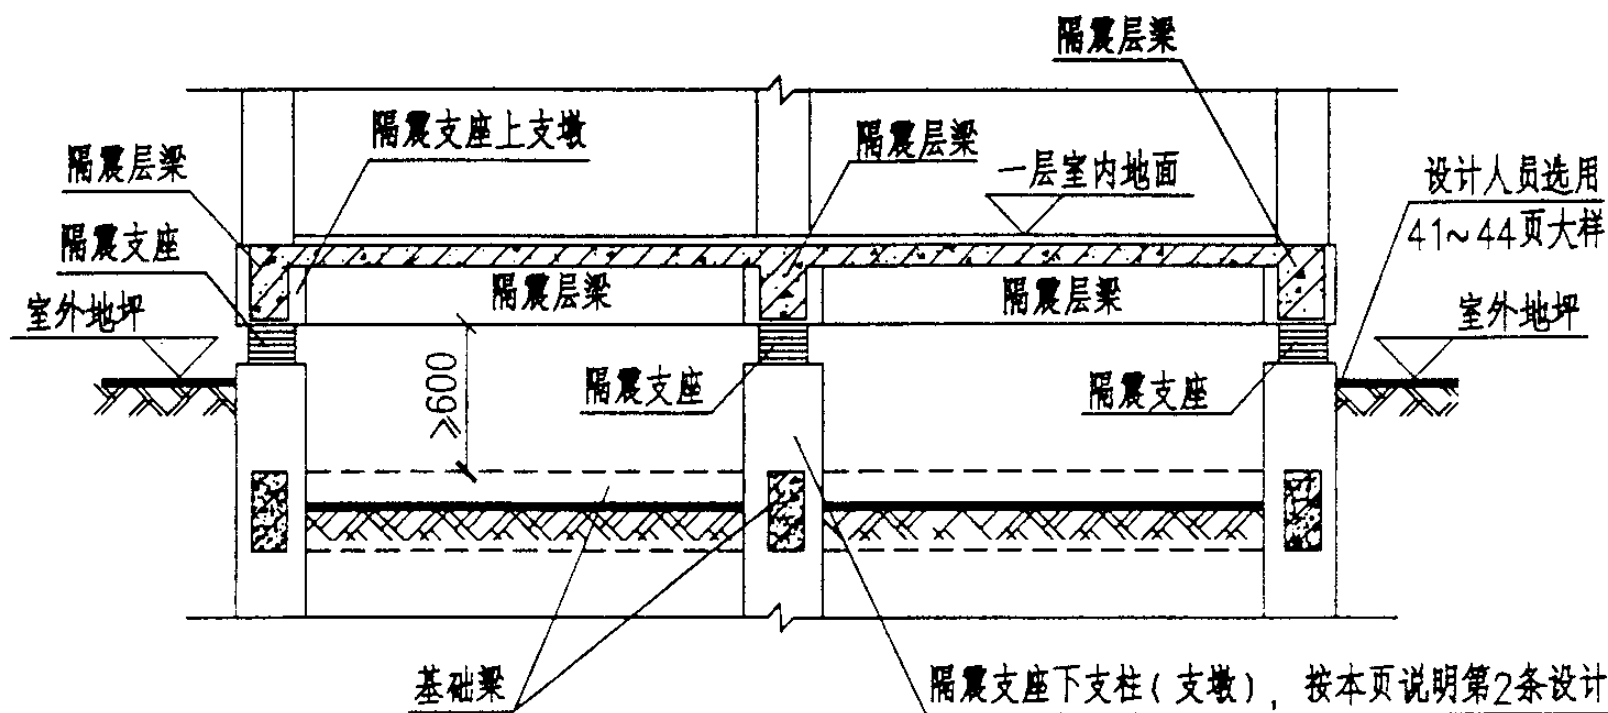 隔震层梁
隔震支座上支墩
隔震层梁
隔震层梁
一层室内地面
设计人员选用
41~44页大样
隔震支座
室外地坪
隔震层梁
隔震层梁
室外地坪
≥600
隔震支座
隔震支座
基础梁
隔震支座下支柱(支墩), 按本页说明第2条设计